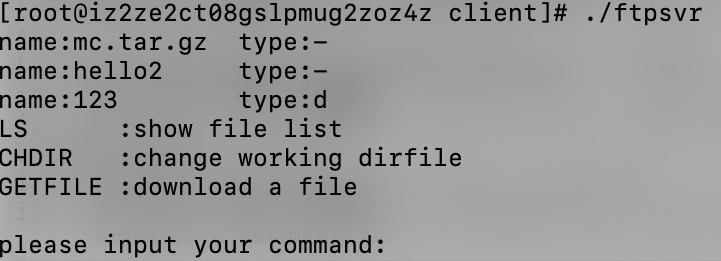 [root@iz2ze2ct08gslpmug2zoz4z client]# ./ftpsvr
name:mc.tar.gz  type:-
name:hello2     type:-
name:123        type:d
LS      :show file list
CHDIR   :change working dirfile
GETFILE :download a file
please input your command: